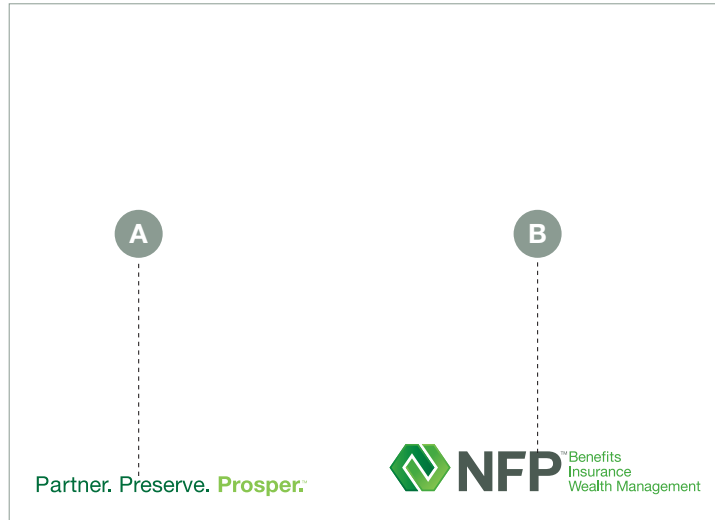 A
B
Partner. Preserve. Prosper.™
NFP™
Benefits
Insurance
Wealth Management